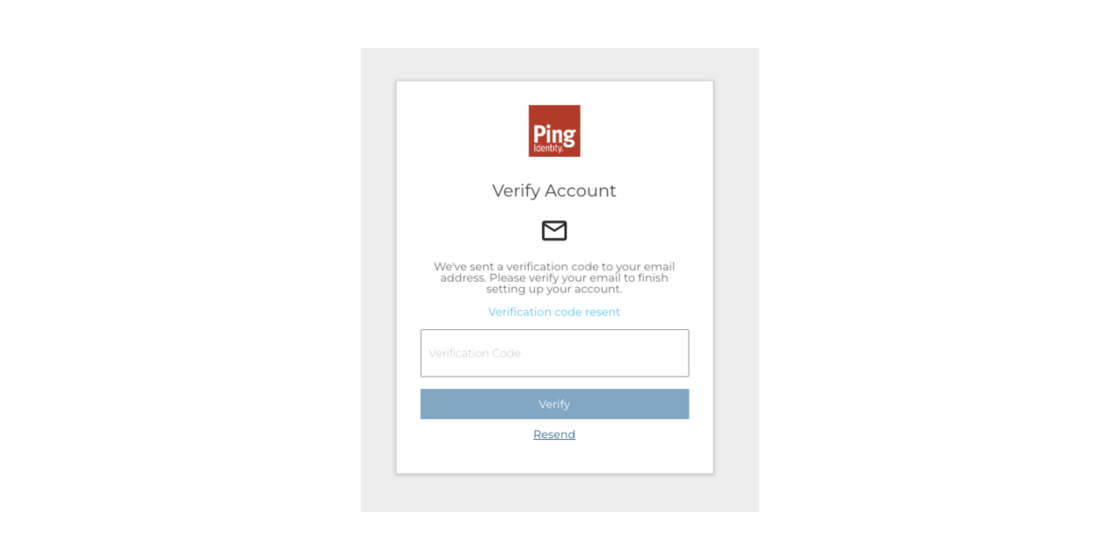 Ping
Identity.
Verify Account
We've sent a verification code to your email
address. Please verify your email to finish
setting up your account.
Verification code resent
Verification Code
Verify
Resend